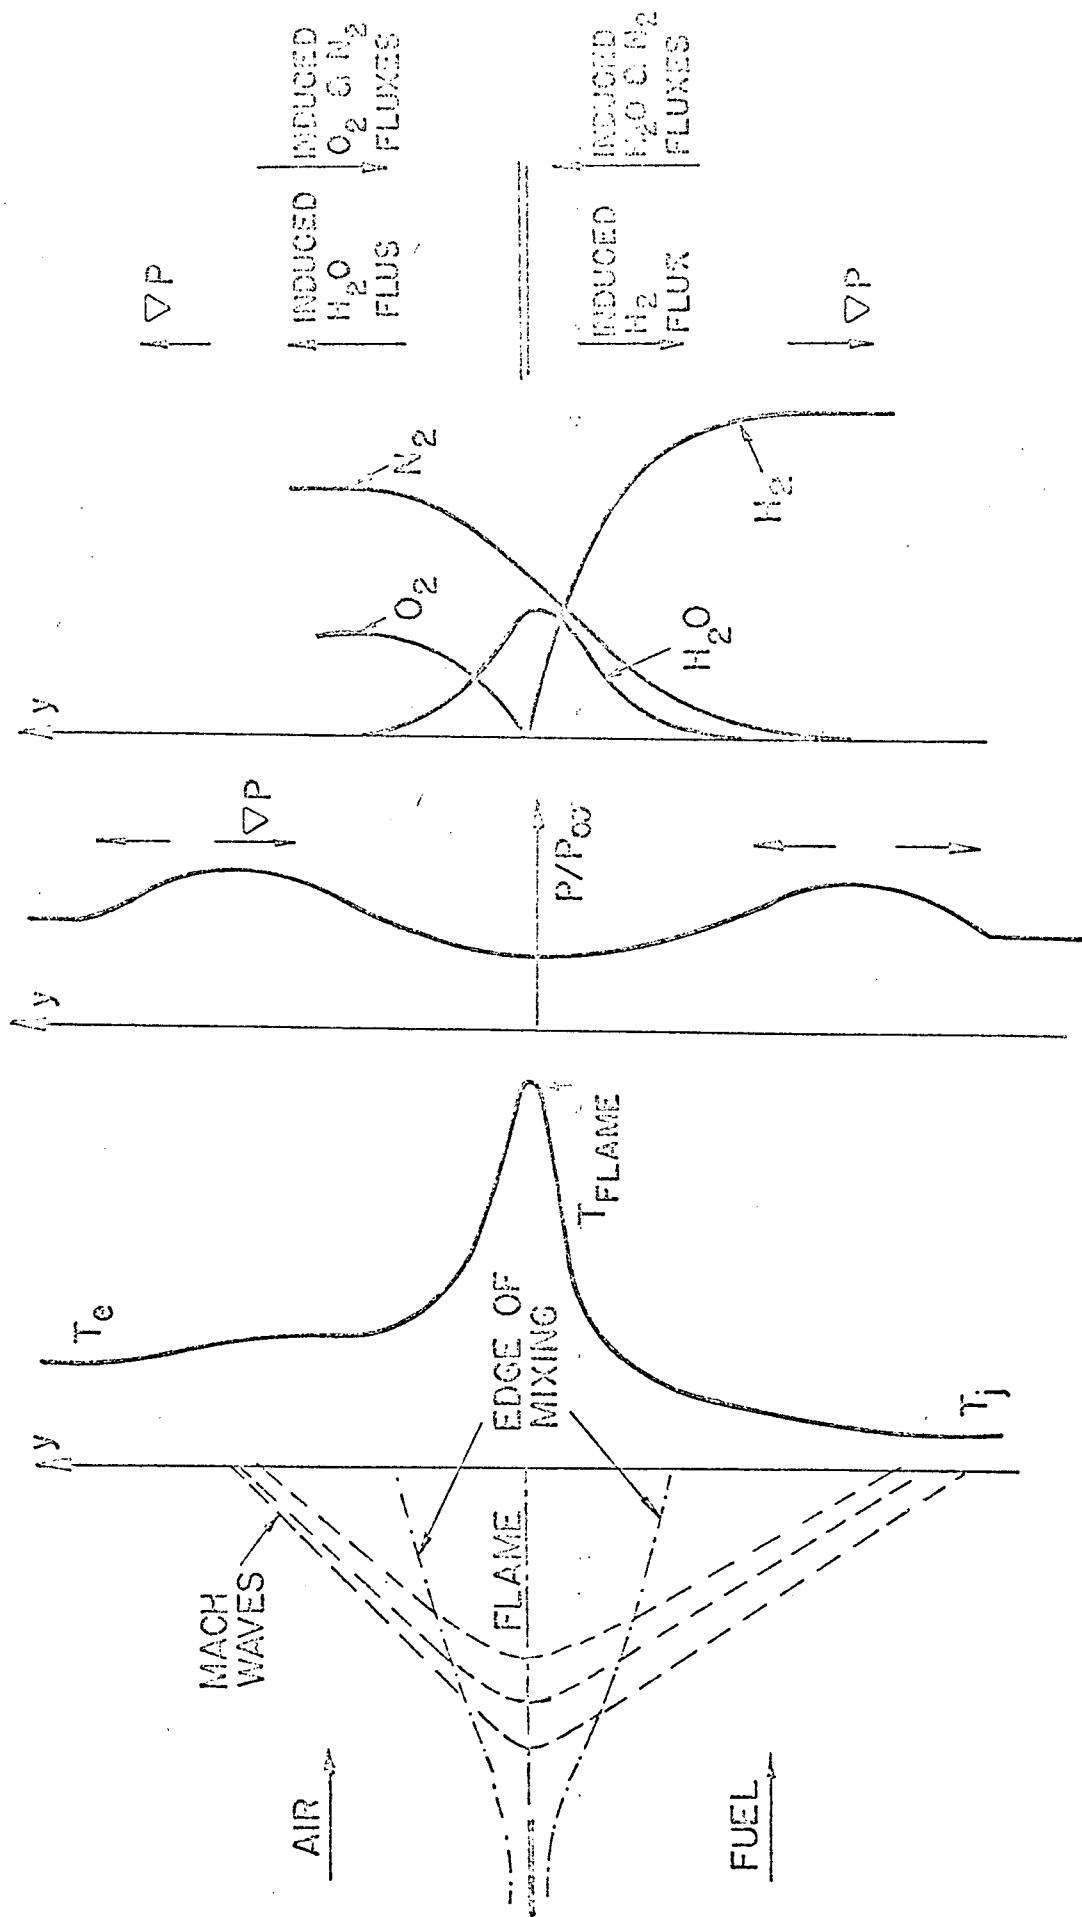 AIR
FUEL
MACH
WAVES
FLAME
EDGE OF
MIXING
y
Te
TFLAME
Tj
y
P/P∞
∇P
y
O2
N2
H2O
H2
∇P
INDUCED
H2O
FLUS
INDUCED
O2 & N2
FLUXES
INDUCED
H2
FLUX
INDUCED
H2O & N2
FLUXES
∇P